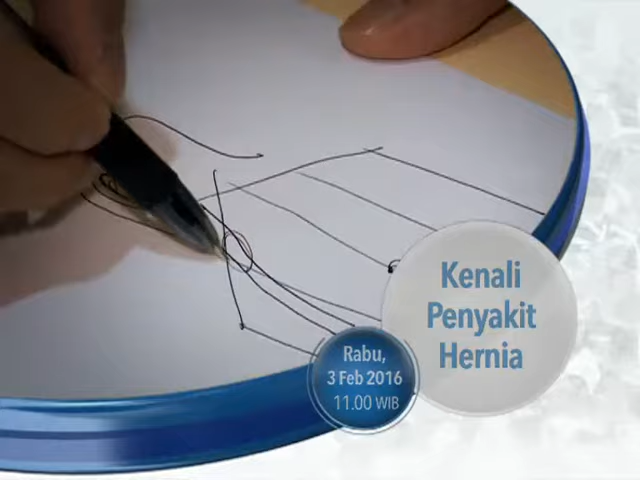 Kenali
Penyakit
Hernia
Rabu,
3 Feb 2016
11.00 WIB